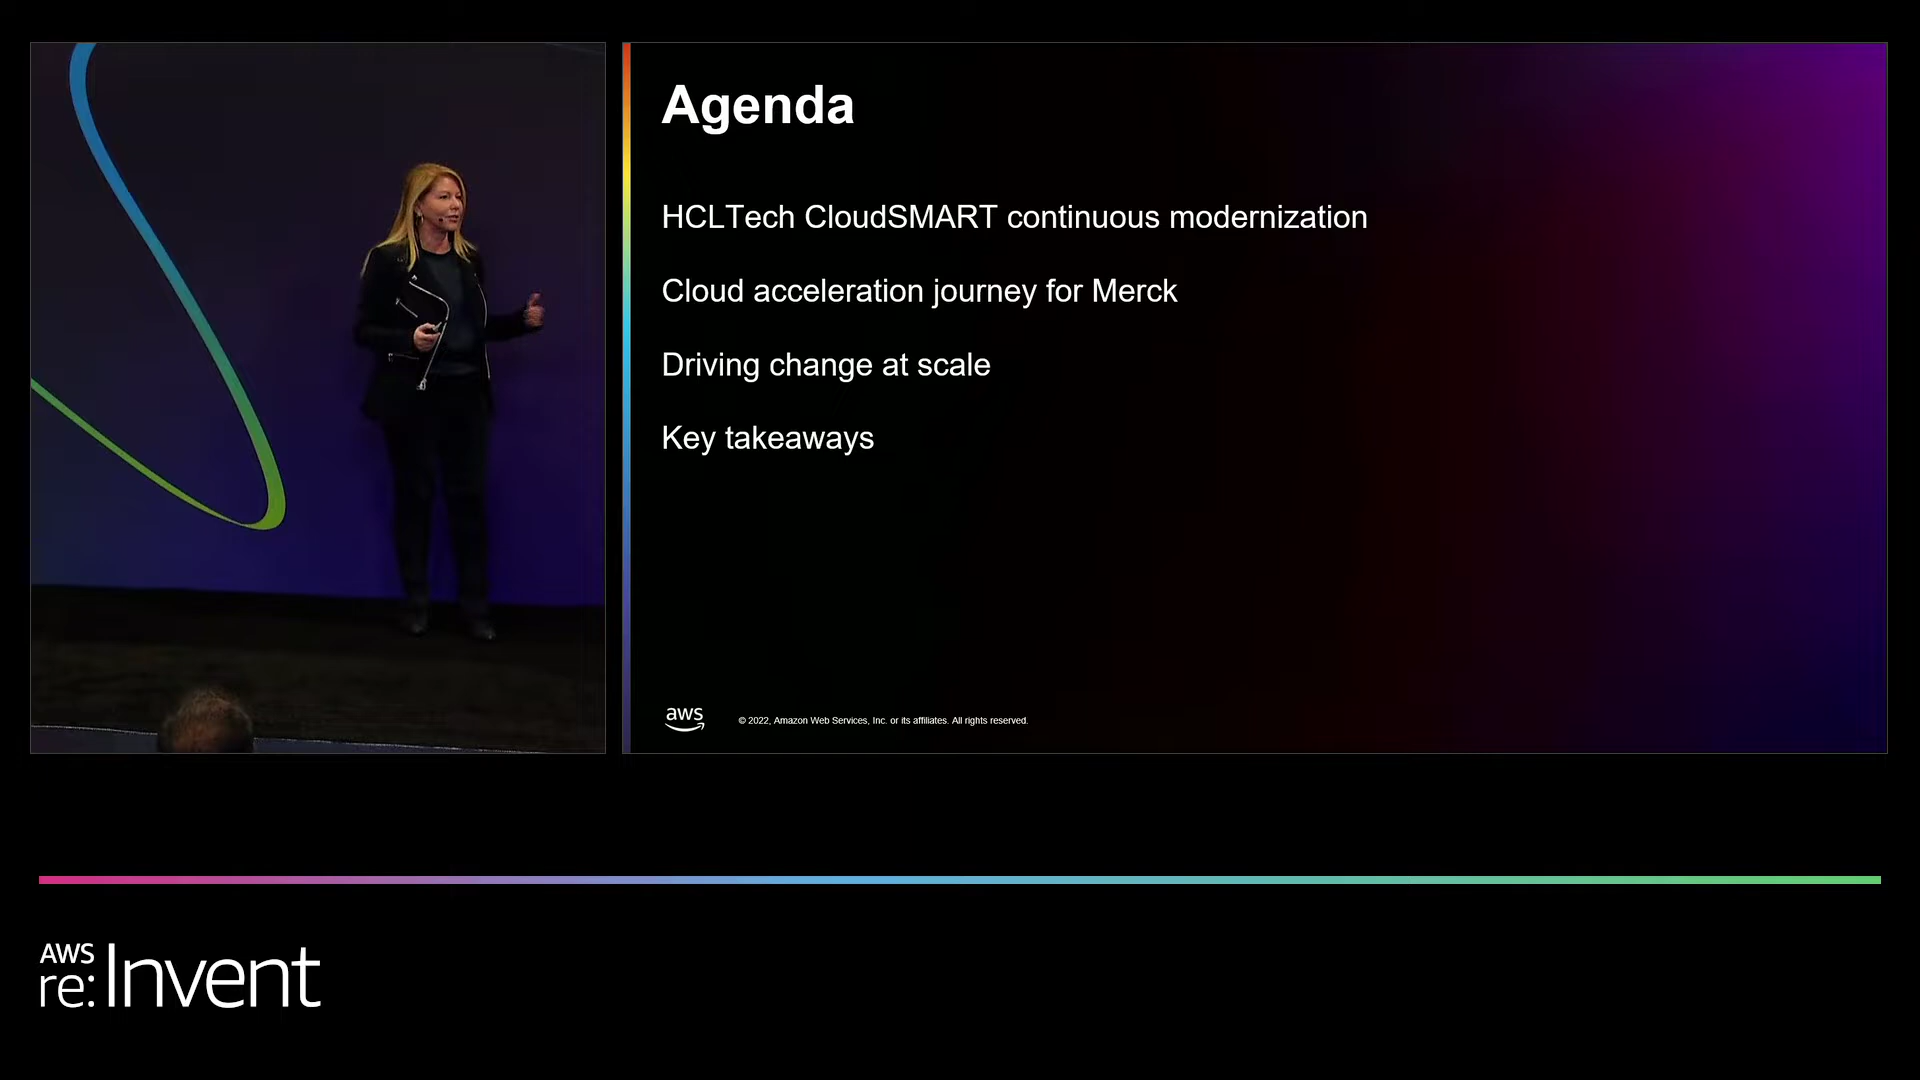 Agenda
HCLTech CloudSMART continuous modernization
Cloud acceleration journey for Merck
Driving change at scale
Key takeaways
aws
© 2022, Amazon Web Services, Inc. or its affiliates. All rights reserved.
AWS
re:Invent